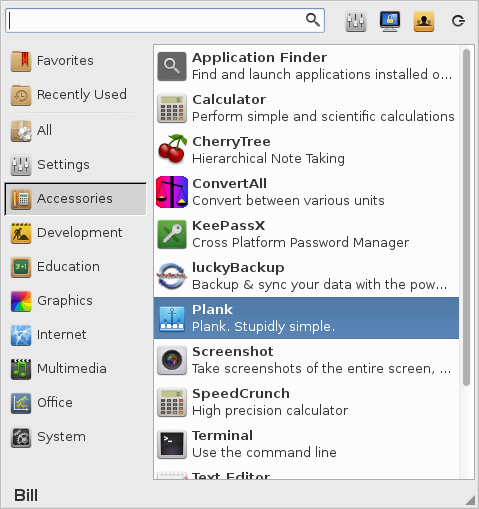 Favorites
Recently Used
All
Settings
Accessories
Development
Education
Graphics
Internet
Multimedia
Office
System
Application Finder
Find and launch applications installed o...
Calculator
Perform simple and scientific calculations
CherryTree
Hierarchical Note Taking
ConvertAll
Convert between various units
KeePassX
Cross Platform Password Manager
luckyBackup
Backup & sync your data with the pow...
Plank
Plank. Stupidly simple.
Screenshot
Take screenshots of the entire screen, ...
SpeedCrunch
High precision calculator
Terminal
Use the command line
Text Editor
Bill